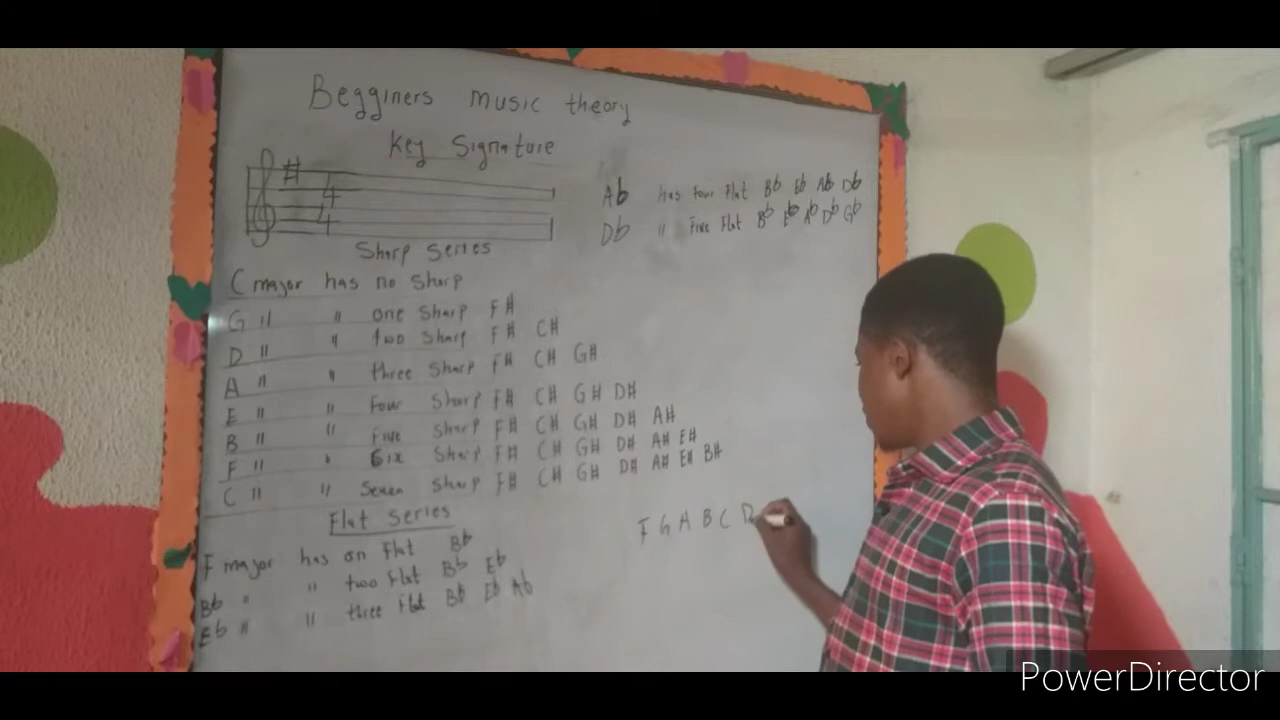 Begginers music theory
Key Signature
# 4
4
Sharp Series
C major has no Sharp
G " " one Sharp F#
D " " two Sharp F# C#
A " " three Sharp F# C# G#
E " " Four Sharp F# C# G# D#
B " " Five Sharp F# C# G# D# A#
F " " Six Sharp F# C# G# D# A# E#
C " " Seven Sharp F# C# G# D# A# E# B#
Flat Series
F major has on Flat Bb
Bb " " two Flat Bb Eb
Eb " " three Flat Bb Eb Ab
Ab has four Flat Bb Eb Ab Db
Db " Five Flat Bb Eb Ab Db Gb
F G A B C D
PowerDirector